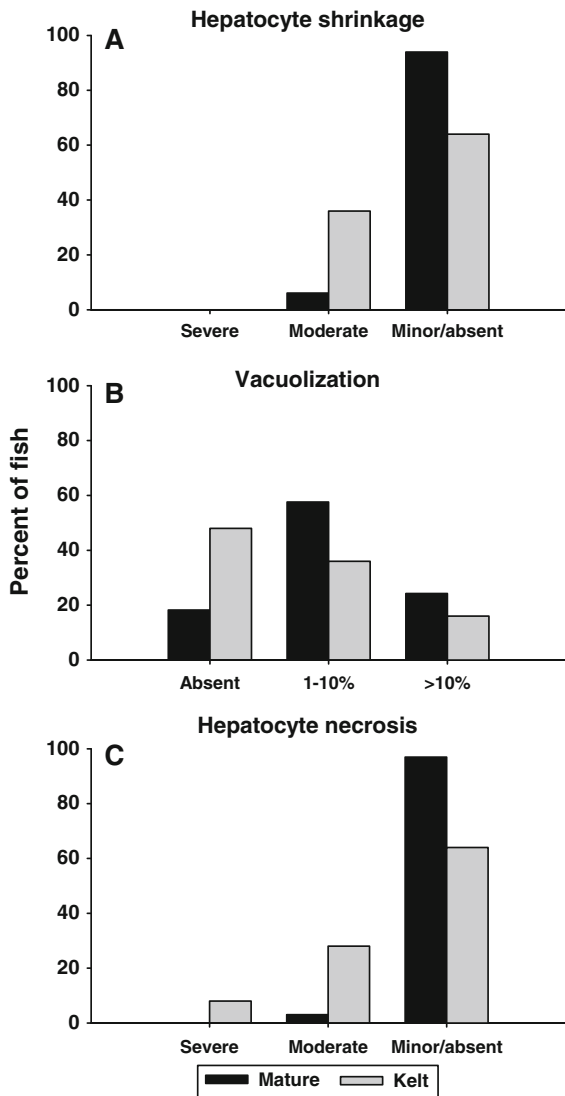 Hepatocyte shrinkage
A
100
80
60
40
20
0
Severe Moderate Minor/absent
Vacuolization
B
100
80
60
40
20
0
Absent 1-10% >10%
Percent of fish
Hepatocyte necrosis
C
100
80
60
40
20
0
Severe Moderate Minor/absent
Mature Kelt